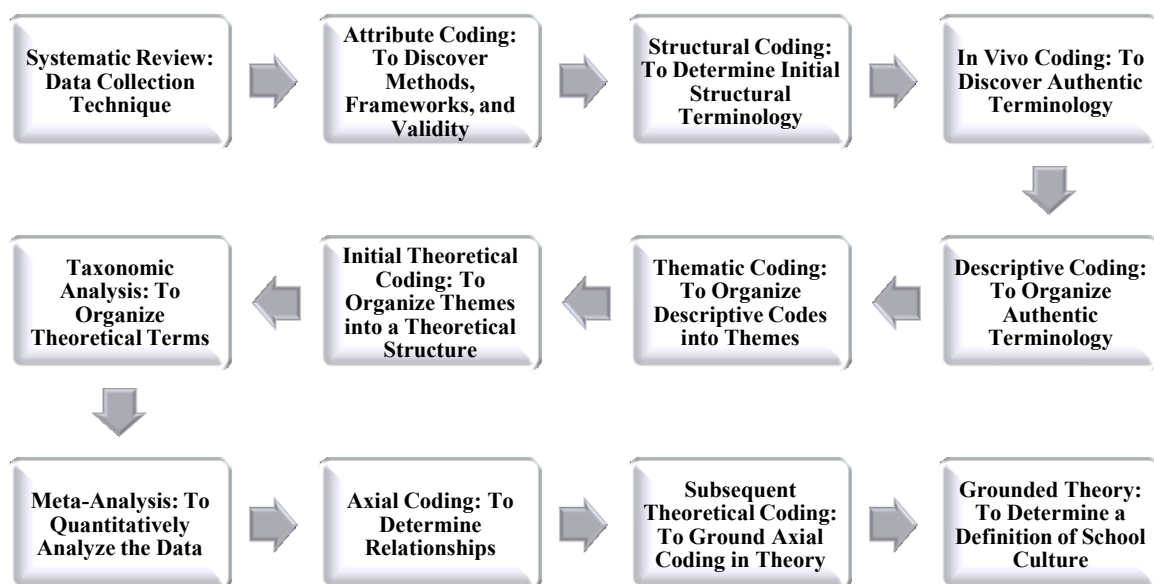 Systematic Review:
Data Collection
Technique
Attribute Coding:
To Discover
Methods,
Frameworks, and
Validity
Structural Coding:
To Determine Initial
Structural
Terminology
In Vivo Coding: To
Discover Authentic
Terminology
Descriptive Coding:
To Organize
Authentic
Terminology
Thematic Coding:
To Organize
Descriptive Codes
into Themes
Initial Theoretical
Coding: To
Organize Themes
into a Theoretical
Structure
Taxonomic
Analysis: To
Organize
Theoretical Terms
Meta-Analysis: To
Quantitatively
Analyze the Data
Axial Coding: To
Determine
Relationships
Subsequent
Theoretical Coding:
To Ground Axial
Coding in Theory
Grounded Theory:
To Determine a
Definition of School
Culture